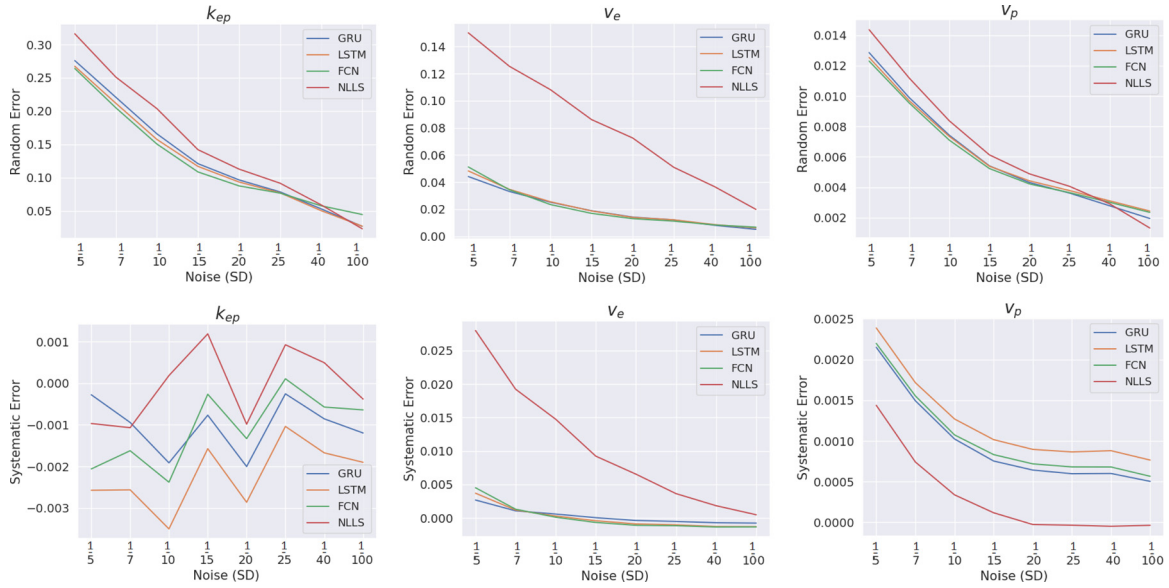 k_ep
Random Error
0.30
0.25
0.20
0.15
0.10
0.05
GRU
LSTM
FCN
NLLS
1/5 1/7 1/10 1/15 1/20 1/25 1/40 1/100
Noise (SD)
v_e
Random Error
0.14
0.12
0.10
0.08
0.06
0.04
0.02
0.00
GRU
LSTM
FCN
NLLS
1/5 1/7 1/10 1/15 1/20 1/25 1/40 1/100
Noise (SD)
v_p
Random Error
0.014
0.012
0.010
0.008
0.006
0.004
0.002
GRU
LSTM
FCN
NLLS
1/5 1/7 1/10 1/15 1/20 1/25 1/40 1/100
Noise (SD)
k_ep
Systematic Error
0.001
0.000
−0.001
−0.002
−0.003
GRU
LSTM
FCN
NLLS
1/5 1/7 1/10 1/15 1/20 1/25 1/40 1/100
Noise (SD)
v_e
Systematic Error
0.025
0.020
0.015
0.010
0.005
0.000
GRU
LSTM
FCN
NLLS
1/5 1/7 1/10 1/15 1/20 1/25 1/40 1/100
Noise (SD)
v_p
Systematic Error
0.0025
0.0020
0.0015
0.0010
0.0005
0.0000
GRU
LSTM
FCN
NLLS
1/5 1/7 1/10 1/15 1/20 1/25 1/40 1/100
Noise (SD)